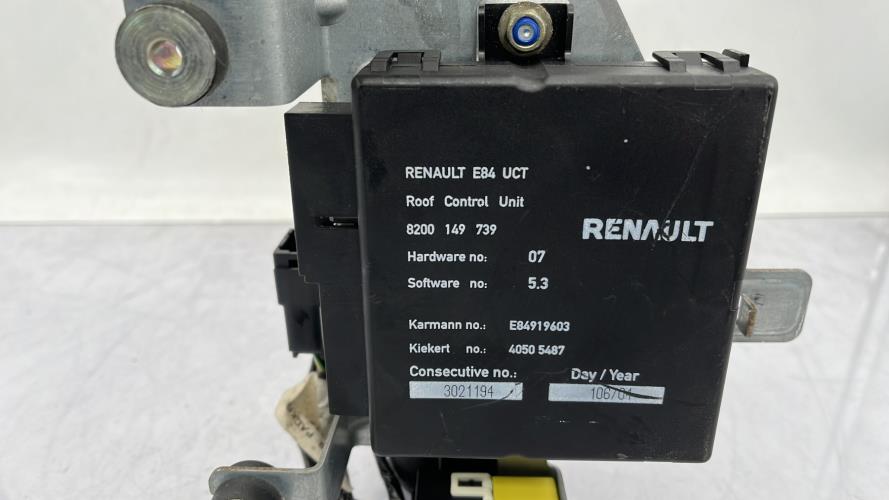 RENAULT E84 UCT
Roof Control Unit
8200 149 739
RENAULT
Hardware no: 07
Software no: 5.3
Karmann no.: E84919603
Kiekert no.: 4050 5487
Consecutive no.: Day / Year
3021194